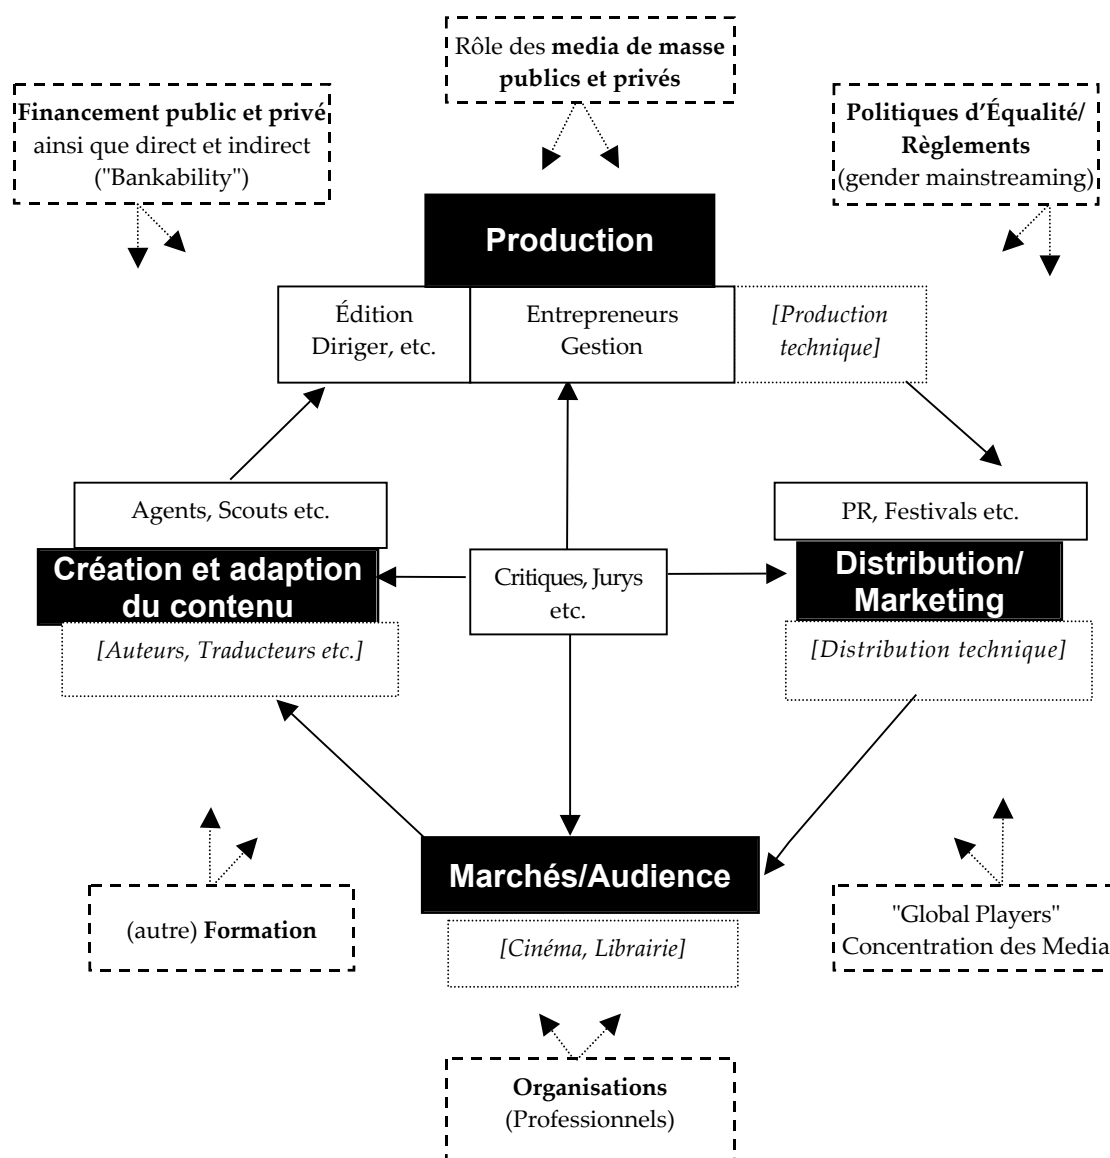 Rôle des media de masse
publics et privés
Financement public et privé
ainsi que direct et indirect
("Bankability")
Politiques d'Égalité/
Règlements
(gender mainstreaming)
Production
Édition
Diriger, etc.
Entrepreneurs
Gestion
[Production
technique]
Agents, Scouts etc.
Création et adaption
du contenu
[Auteurs, Traducteurs etc.]
Critiques, Jurys
etc.
PR, Festivals etc.
Distribution/
Marketing
[Distribution technique]
Marchés/Audience
[Cinéma, Librairie]
(autre) Formation
"Global Players"
Concentration des Media
Organisations
(Professionnels)